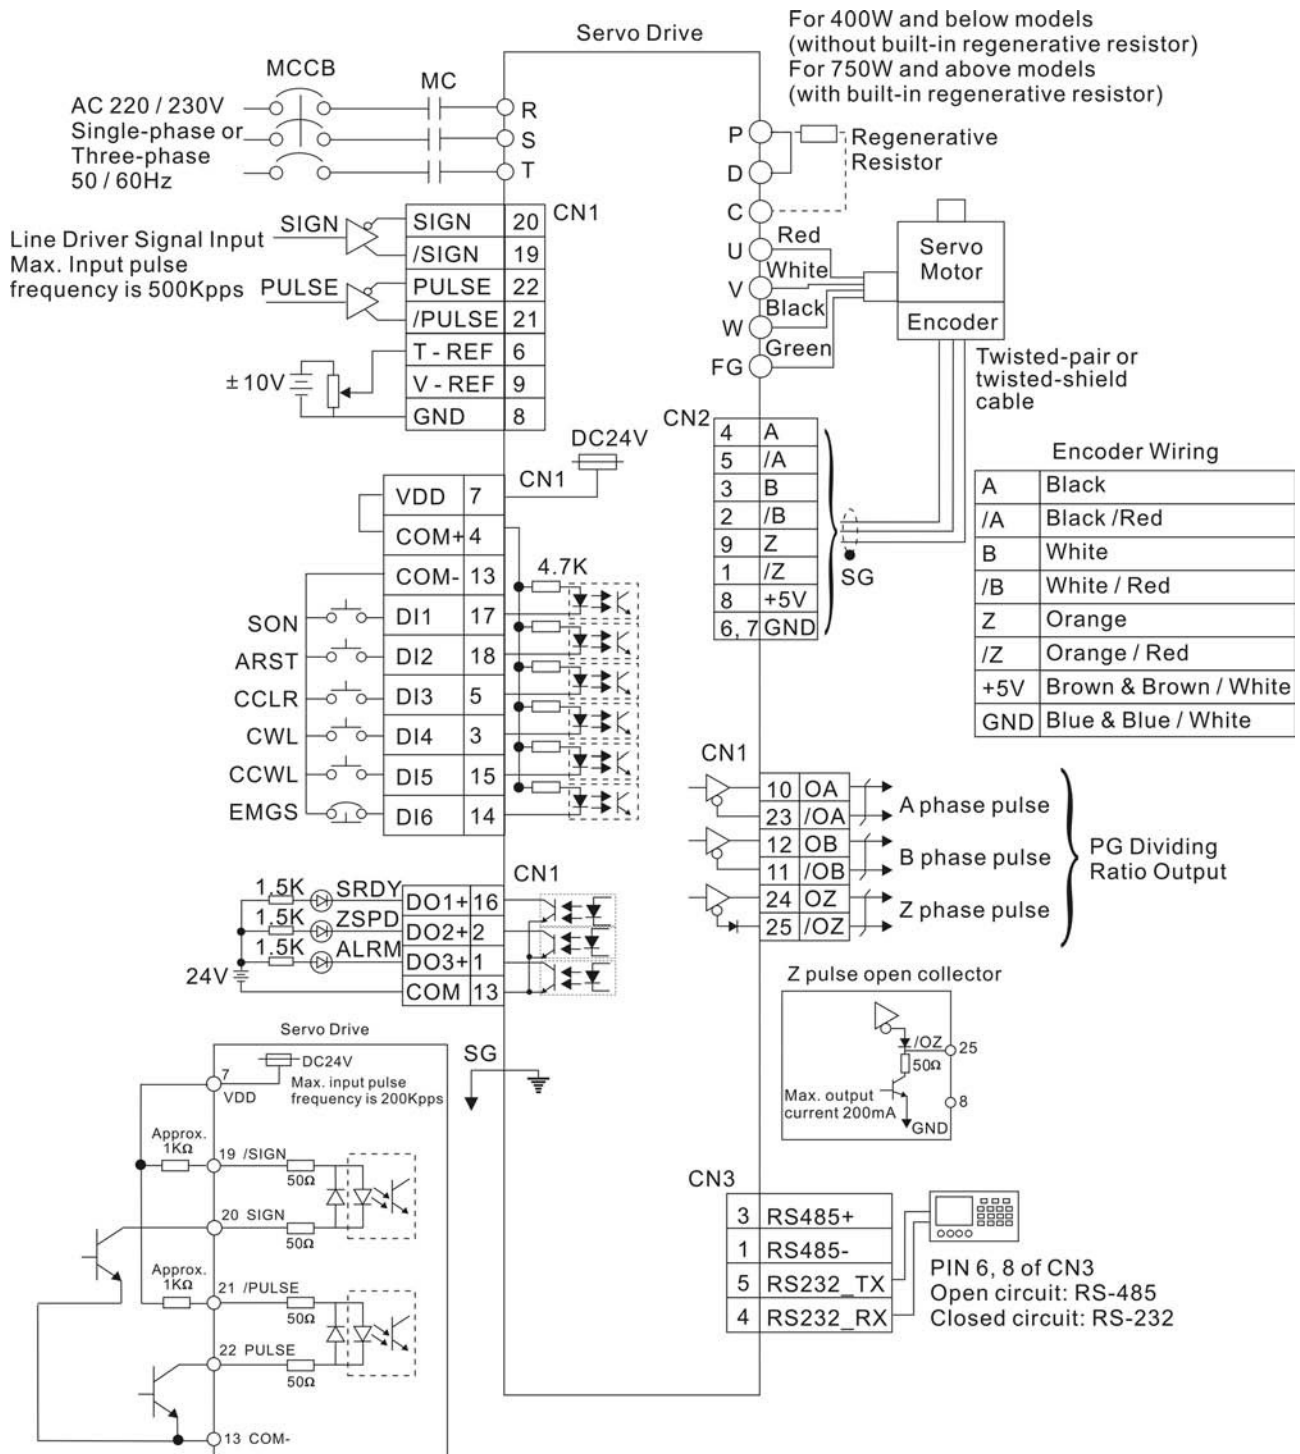 Servo Drive
For 400W and below models
(without built-in regenerative resistor)
For 750W and above models
(with built-in regenerative resistor)
MCCB
MC
AC 220 / 230V
Single-phase or
Three-phase
50 / 60Hz
R
S
T
P
D
C
Regenerative
Resistor
U
V
W
FG
Red
White
Black
Green
Servo
Motor
Encoder
Twisted-pair or
twisted-shield
cable
CN1
Line Driver Signal Input
Max. Input pulse
frequency is 500Kpps
SIGN
PULSE
SIGN 20
/SIGN 19
PULSE 22
/PULSE 21
T - REF 6
V - REF 9
GND 8
± 10V
CN2
4 A
5 /A
3 B
2 /B
9 Z
1 /Z
8 +5V
6, 7 GND
SG
Encoder Wiring
A Black
/A Black /Red
B White
/B White / Red
Z Orange
/Z Orange / Red
+5V Brown & Brown / White
GND Blue & Blue / White
DC24V
CN1
VDD 7
COM+ 4
COM- 13
DI1 17
DI2 18
DI3 5
DI4 3
DI5 15
DI6 14
4.7K
SON
ARST
CCLR
CWL
CCWL
EMGS
CN1
10 OA
23 /OA
12 OB
11 /OB
24 OZ
25 /OZ
A phase pulse
B phase pulse
Z phase pulse
PG Dividing
Ratio Output
CN1
1.5K SRDY
1.5K ZSPD
1.5K ALRM
24V
DO1+ 16
DO2+ 2
DO3+ 1
COM 13
Z pulse open collector
/OZ
25
50Ω
8
Max. output
current 200mA
GND
SG
Servo Drive
7
VDD
DC24V
Max. input pulse
frequency is 200Kpps
Approx.
1KΩ
19 /SIGN
50Ω
20 SIGN
50Ω
Approx.
1KΩ
21 /PULSE
50Ω
22 PULSE
50Ω
13 COM-
CN3
3 RS485+
1 RS485-
5 RS232_TX
4 RS232_RX
PIN 6, 8 of CN3
Open circuit: RS-485
Closed circuit: RS-232